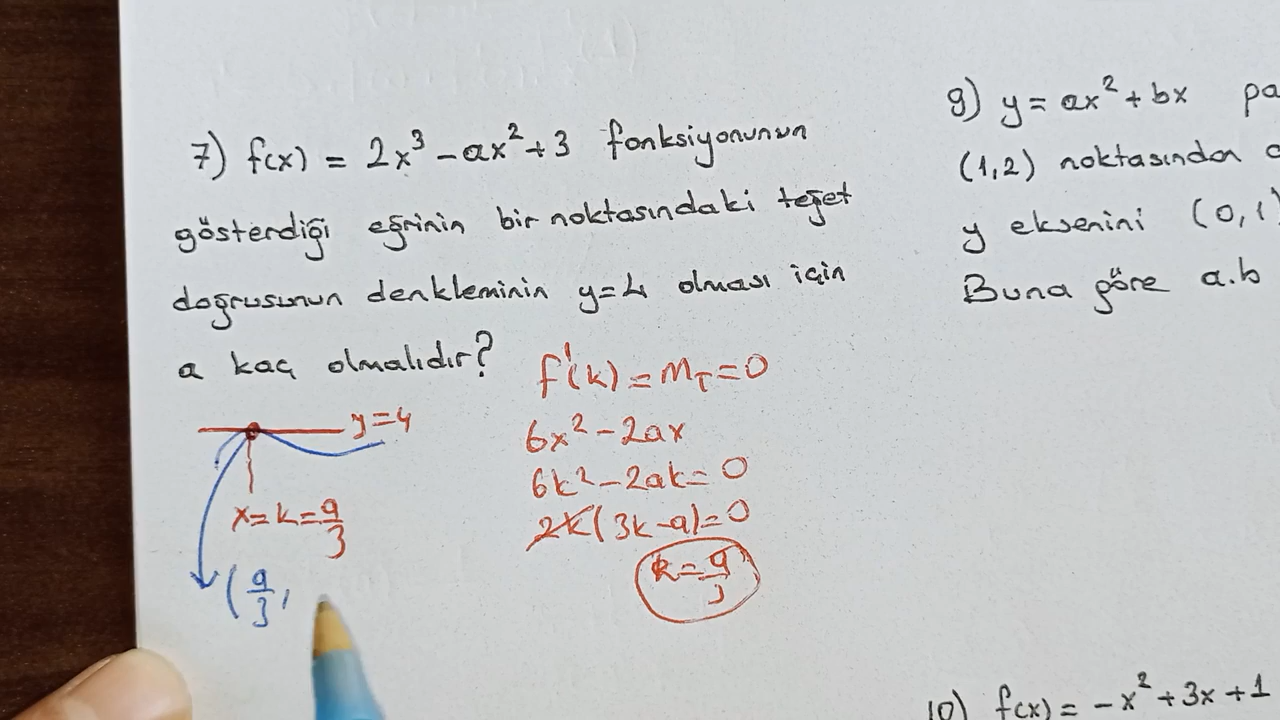 7) f(x) = 2x³ - ax² + 3 fonksiyonunun
gösterdiği eğrinin bir noktasındaki teğet
doğrusunun denkleminin y=4 olması için
a kaç olmalıdır?
f'(k) = m_T = 0
6x² - 2ax
6k² - 2ak = 0
2k(3k-a) = 0
k = a/3
y=4
x = k = a/3
(a/3,
9) y = ax² + bx pa
(1,2) noktasından
y eksenini (0,1)
Buna göre a.b
10) f(x) = -x² + 3x + 1